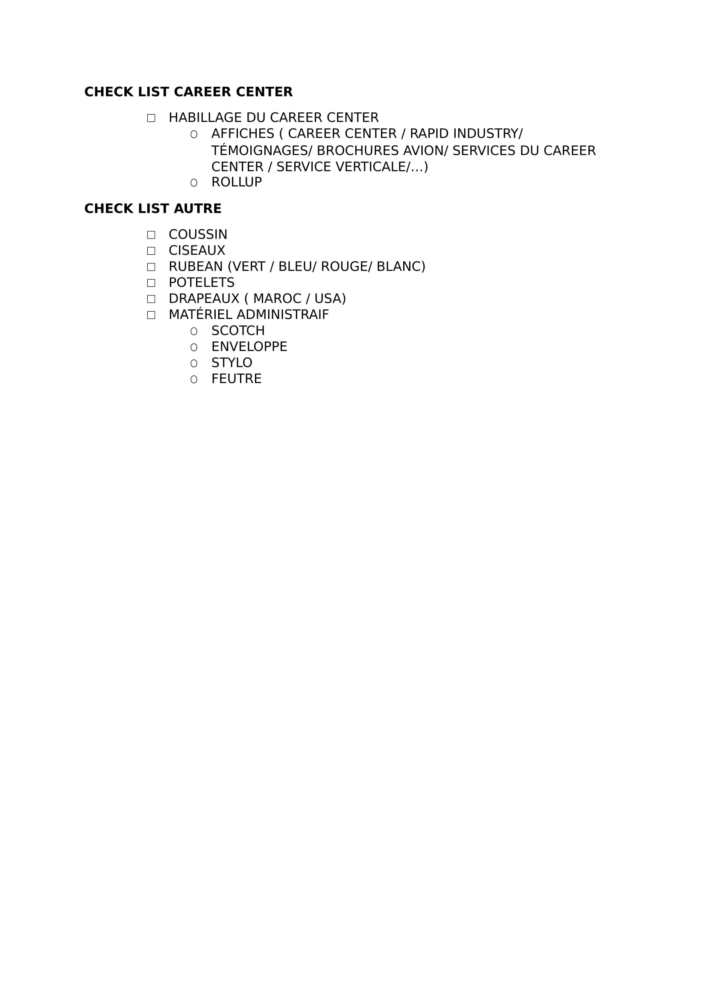 CHECK LIST CAREER CENTER
☐ HABILLAGE DU CAREER CENTER
o AFFICHES ( CAREER CENTER / RAPID INDUSTRY/
TÉMOIGNAGES/ BROCHURES AVION/ SERVICES DU CAREER
CENTER / SERVICE VERTICALE/…)
o ROLLUP
CHECK LIST AUTRE
☐ COUSSIN
☐ CISEAUX
☐ RUBEAN (VERT / BLEU/ ROUGE/ BLANC)
☐ POTELETS
☐ DRAPEAUX ( MAROC / USA)
☐ MATÉRIEL ADMINISTRAIF
o SCOTCH
o ENVELOPPE
o STYLO
o FEUTRE